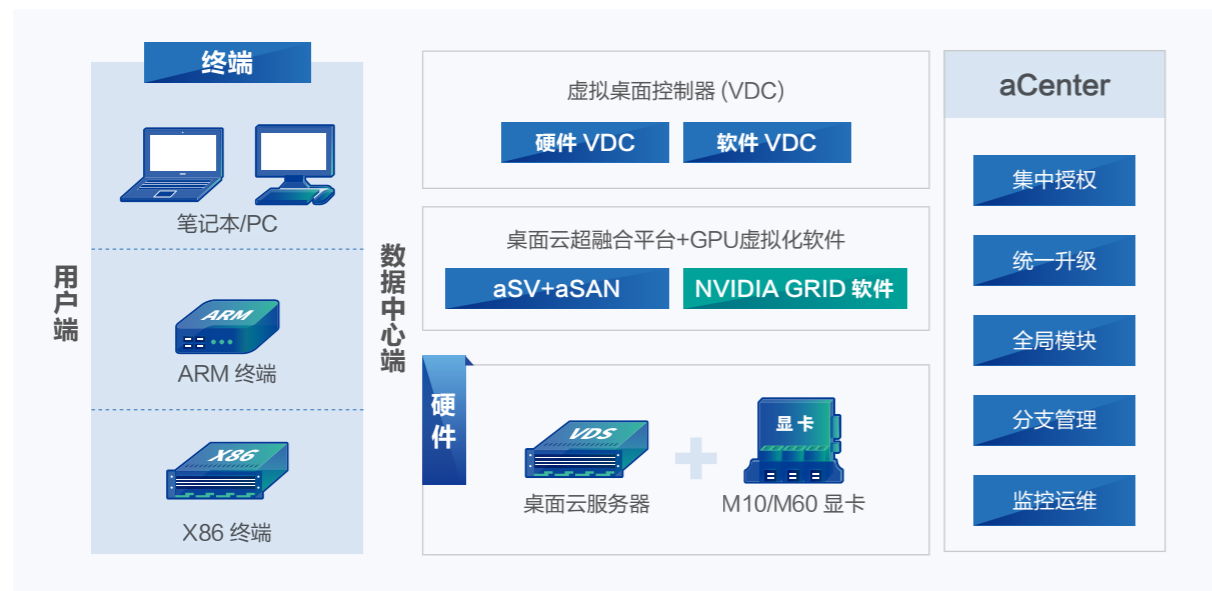 用户端
终端
笔记本/PC
ARM
ARM 终端
X86
X86 终端
数据中心端
虚拟桌面控制器 (VDC)
硬件 VDC
软件 VDC
桌面云超融合平台+GPU虚拟化软件
aSV+aSAN
NVIDIA GRID 软件
硬件
VDS
桌面云服务器
+
显卡
M10/M60 显卡
aCenter
集中授权
统一升级
全局模块
分支管理
监控运维